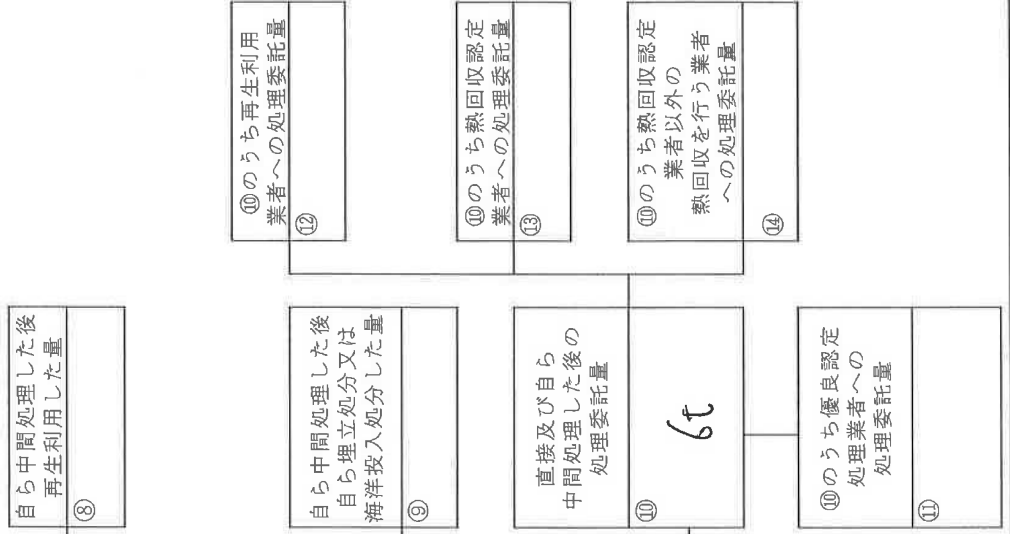 自ら中間処理した後
再生利用した量
⑧
自ら中間処理した後
自ら埋立処分又は
海洋投入処分した量
⑨
直接及び自ら
中間処理した後の
処理委託量
⑩
6t
⑩のうち優良認定
処理業者への
処理委託量
⑪
⑩のうち再生利用
業者への処理委託量
⑫
⑩のうち熱回収認定
業者への処理委託量
⑬
⑩のうち熱回収認定
業者以外の
熱回収を行う業者
への処理委託量
⑭